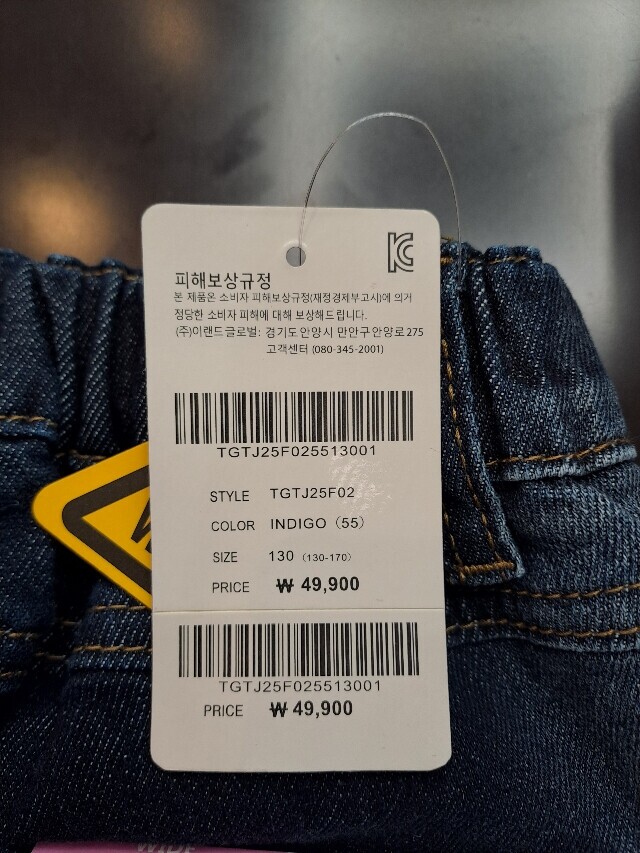 피해보상규정
본 제품은 소비자 피해보상규정(재정경제부고시)에 의거
정당한 소비자 피해에 대해 보상해드립니다.
(주)이랜드글로벌: 경기도 안양시 만안구 안양로 275
고객센터 (080-345-2001)
TGTJ25F025513001
STYLE TGTJ25F02
COLOR INDIGO (55)
SIZE 130 (130-170)
PRICE ₩ 49,900
TGTJ25F025513001
PRICE ₩ 49,900
WIDE